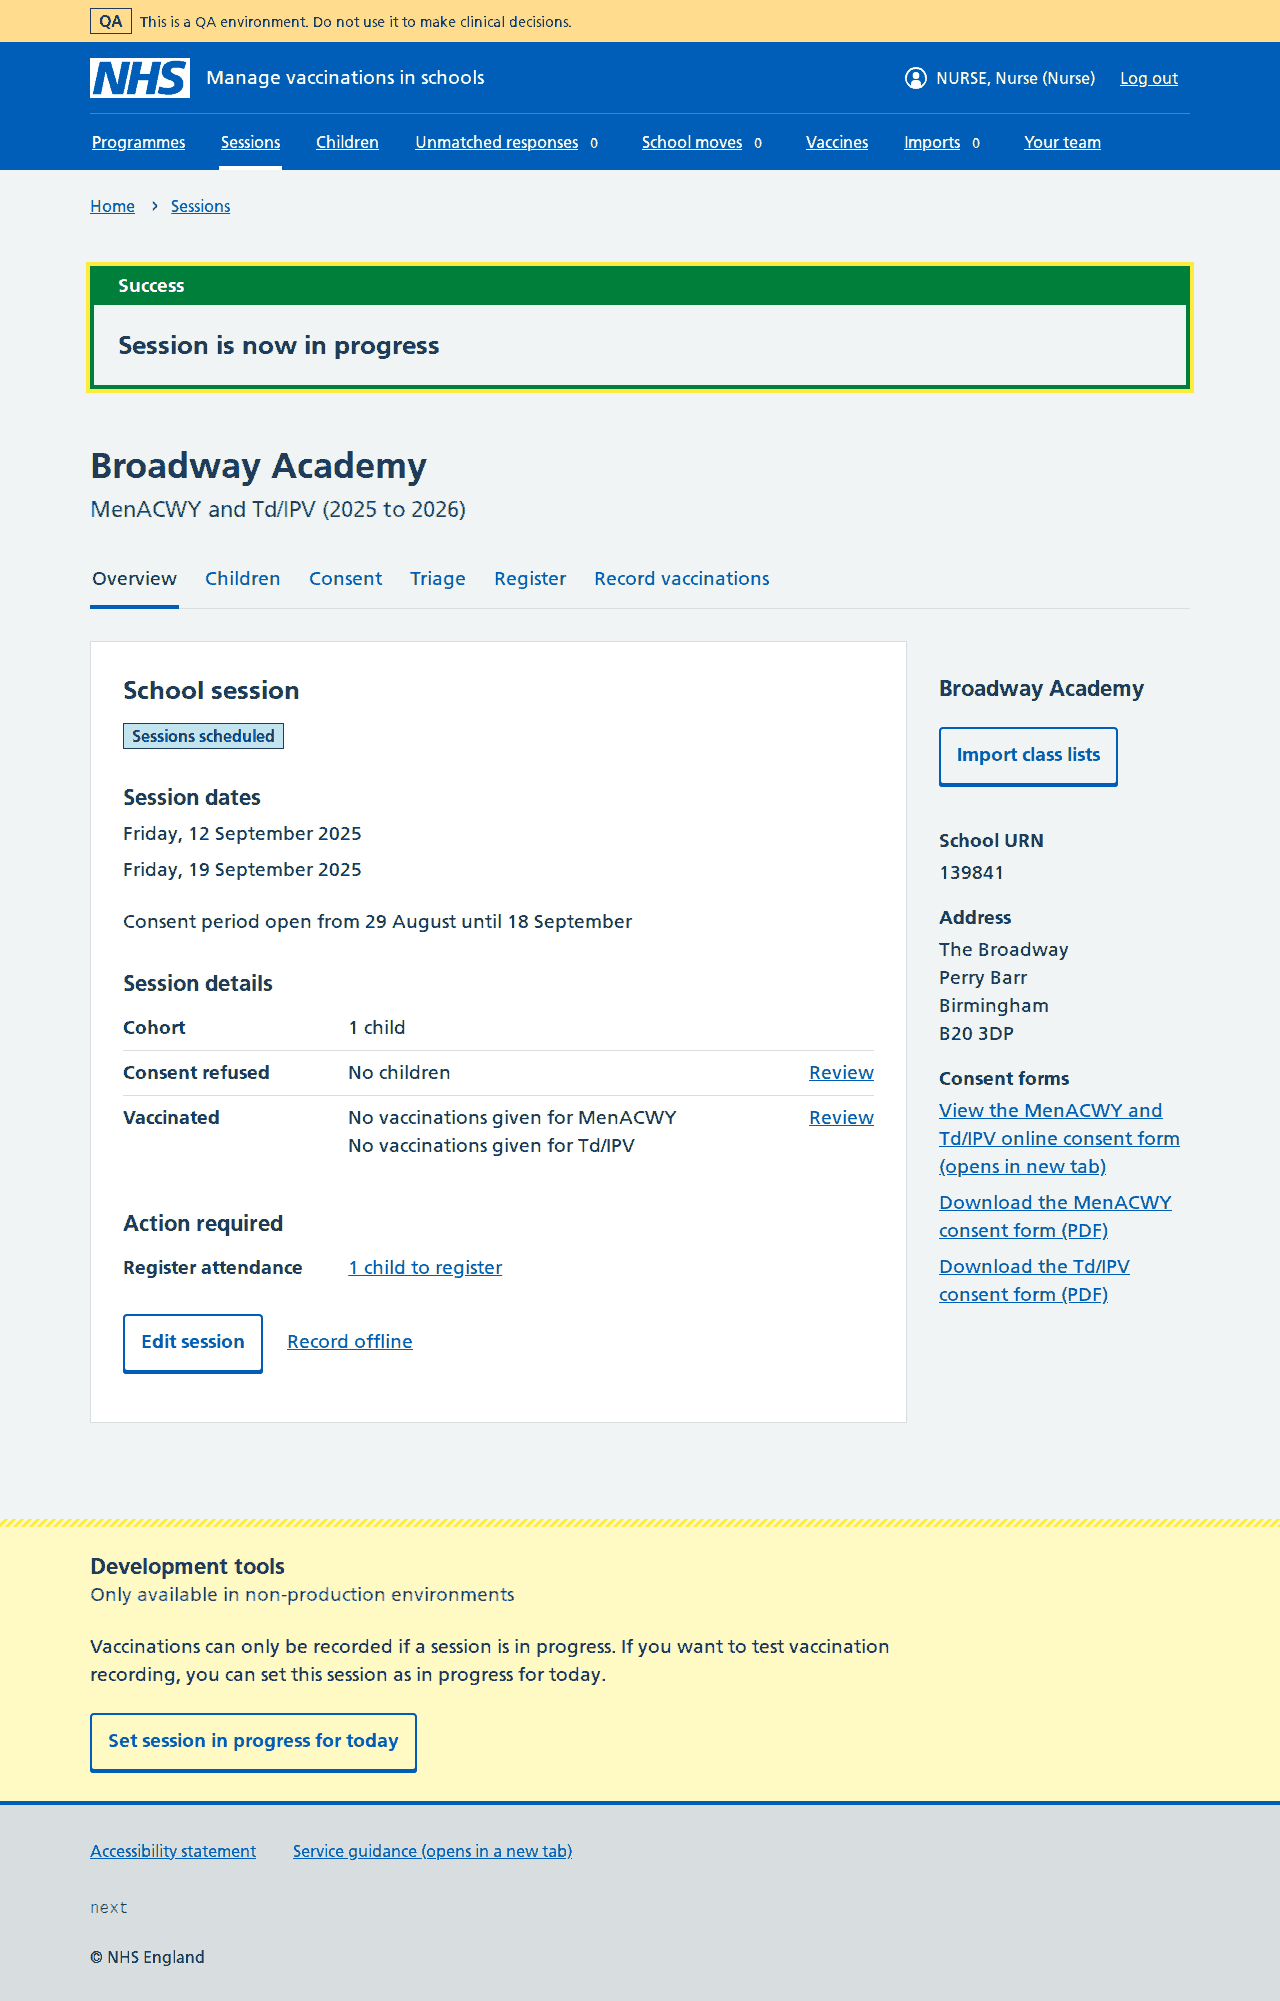 QA This is a QA environment. Do not use it to make clinical decisions.
NHS Manage vaccinations in schools NURSE, Nurse (Nurse) Log out
Programmes Sessions Children Unmatched responses 0 School moves 0 Vaccines Imports 0 Your team
Home › Sessions
Success
Session is now in progress
Broadway Academy
MenACWY and Td/IPV (2025 to 2026)
Overview Children Consent Triage Register Record vaccinations
School session
Sessions scheduled
Session dates
Friday, 12 September 2025
Friday, 19 September 2025
Consent period open from 29 August until 18 September
Session details
Cohort 1 child
Consent refused No children Review
Vaccinated No vaccinations given for MenACWY Review
No vaccinations given for Td/IPV
Action required
Register attendance 1 child to register
Edit session Record offline
Broadway Academy
Import class lists
School URN
139841
Address
The Broadway
Perry Barr
Birmingham
B20 3DP
Consent forms
View the MenACWY and
Td/IPV online consent form
(opens in new tab)
Download the MenACWY
consent form (PDF)
Download the Td/IPV
consent form (PDF)
Development tools
Only available in non-production environments
Vaccinations can only be recorded if a session is in progress. If you want to test vaccination
recording, you can set this session as in progress for today.
Set session in progress for today
Accessibility statement Service guidance (opens in a new tab)
next
© NHS England